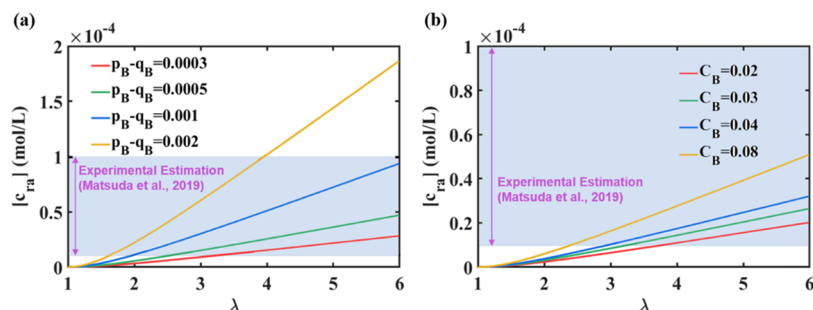 (a)
×10⁻⁴
[c_ra] (mol/L)
2
1.5
1
0.5
0
p_B-q_B=0.0003
p_B-q_B=0.0005
p_B-q_B=0.001
p_B-q_B=0.002
Experimental Estimation
(Matsuda et al., 2019)
1 2 3 4 5 6
λ
(b)
×10⁻⁴
[c_ra] (mol/L)
1
0.8
0.6
0.4
0.2
0
C_B=0.02
C_B=0.03
C_B=0.04
C_B=0.08
Experimental Estimation
(Matsuda et al., 2019)
1 2 3 4 5 6
λ